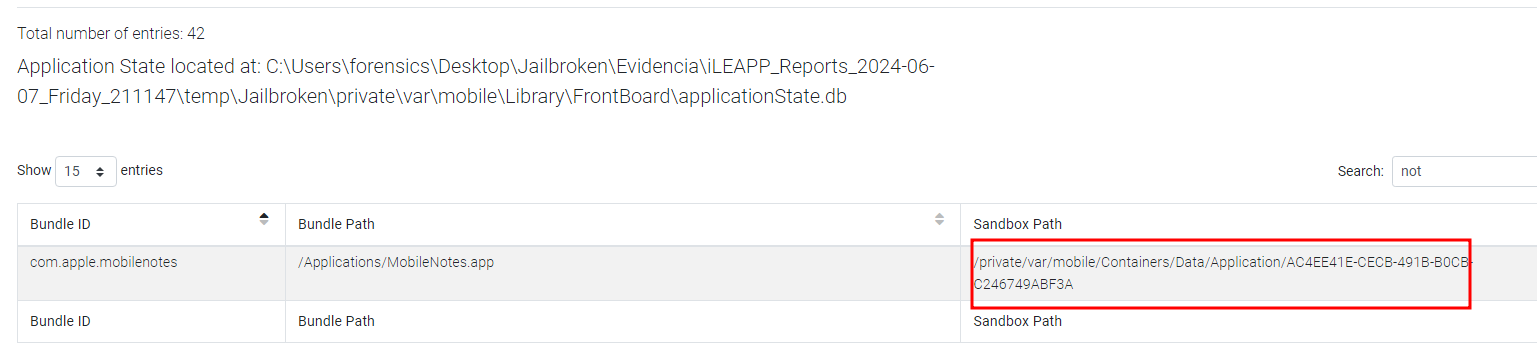 Total number of entries: 42
Application State located at: C:\Users\forensics\Desktop\Jailbroken\Evidencia\iLEAPP_Reports_2024-06-
07_Friday_211147\temp\Jailbroken\private\var\mobile\Library\FrontBoard\applicationState.db
Show 15 entries Search: not
Bundle ID Bundle Path Sandbox Path
com.apple.mobilenotes /Applications/MobileNotes.app /private/var/mobile/Containers/Data/Application/AC4EE41E-CECB-491B-B0CB-
C246749ABF3A
Bundle ID Bundle Path Sandbox Path